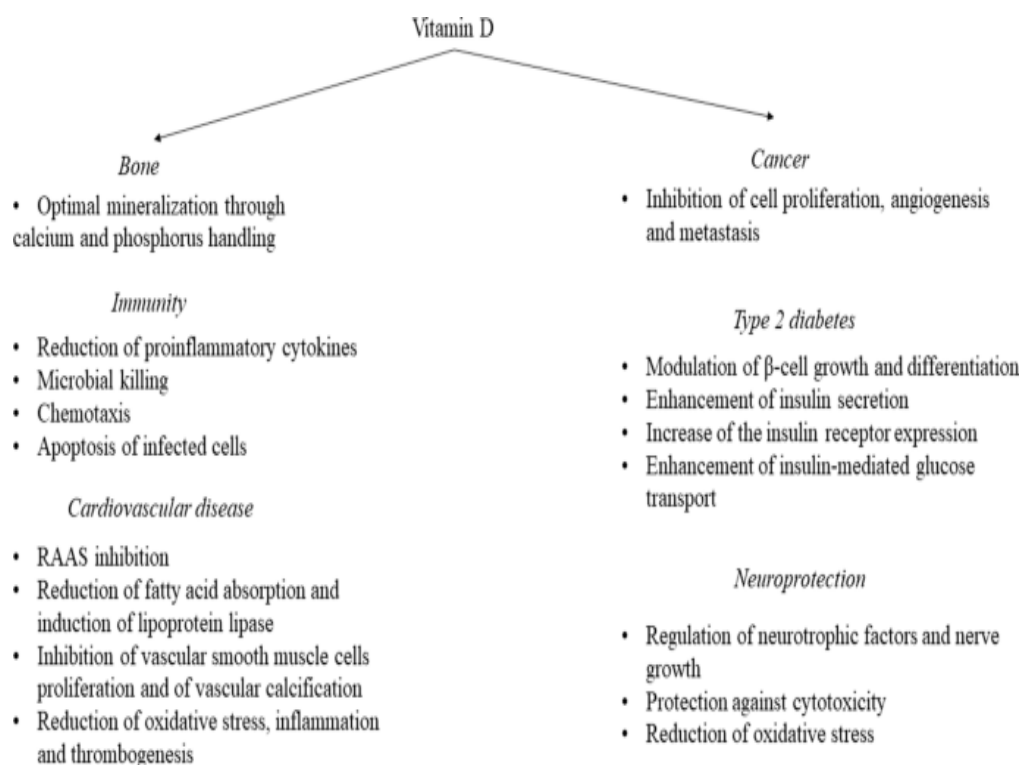 Vitamin D
Bone
• Optimal mineralization through
calcium and phosphorus handling
Immunity
• Reduction of proinflammatory cytokines
• Microbial killing
• Chemotaxis
• Apoptosis of infected cells
Cardiovascular disease
• RAAS inhibition
• Reduction of fatty acid absorption and
induction of lipoprotein lipase
• Inhibition of vascular smooth muscle cells
proliferation and of vascular calcification
• Reduction of oxidative stress, inflammation
and thrombogenesis
Cancer
• Inhibition of cell proliferation, angiogenesis
and metastasis
Type 2 diabetes
• Modulation of β-cell growth and differentiation
• Enhancement of insulin secretion
• Increase of the insulin receptor expression
• Enhancement of insulin-mediated glucose
transport
Neuroprotection
• Regulation of neurotrophic factors and nerve
growth
• Protection against cytotoxicity
• Reduction of oxidative stress